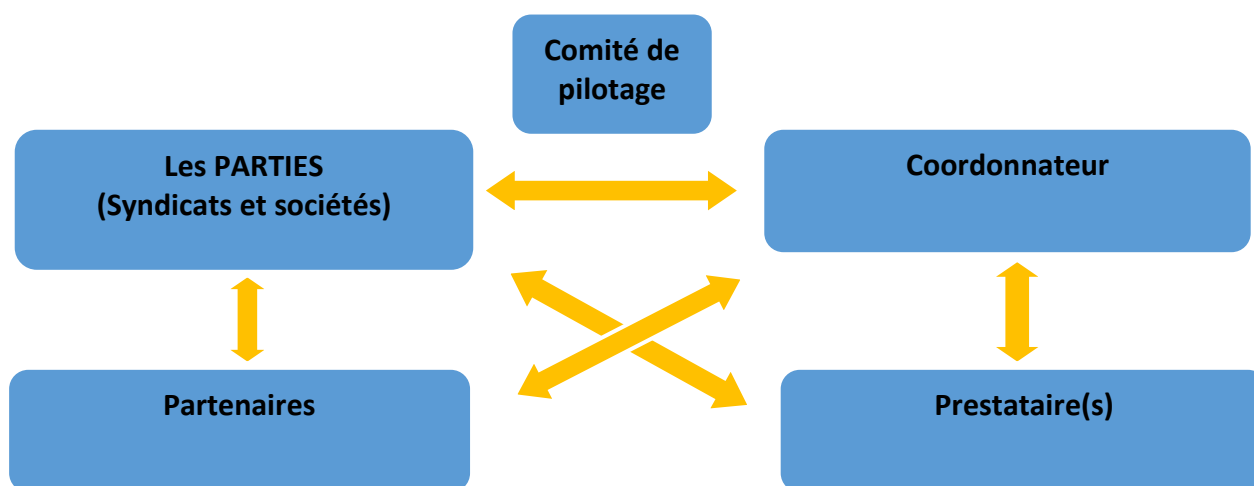 Comité de
pilotage
Les PARTIES
(Syndicats et sociétés)
Coordonnateur
Partenaires
Prestataire(s)